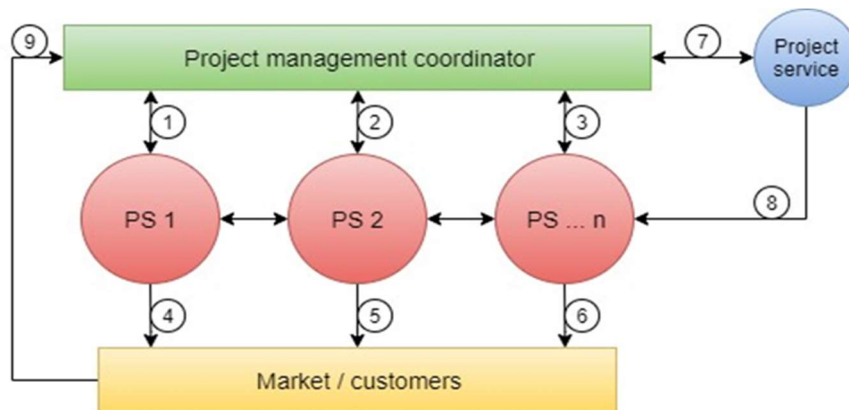 9
Project management coordinator
7
Project
service
1
2
3
PS 1
PS 2
PS ... n
8
4
5
6
Market / customers